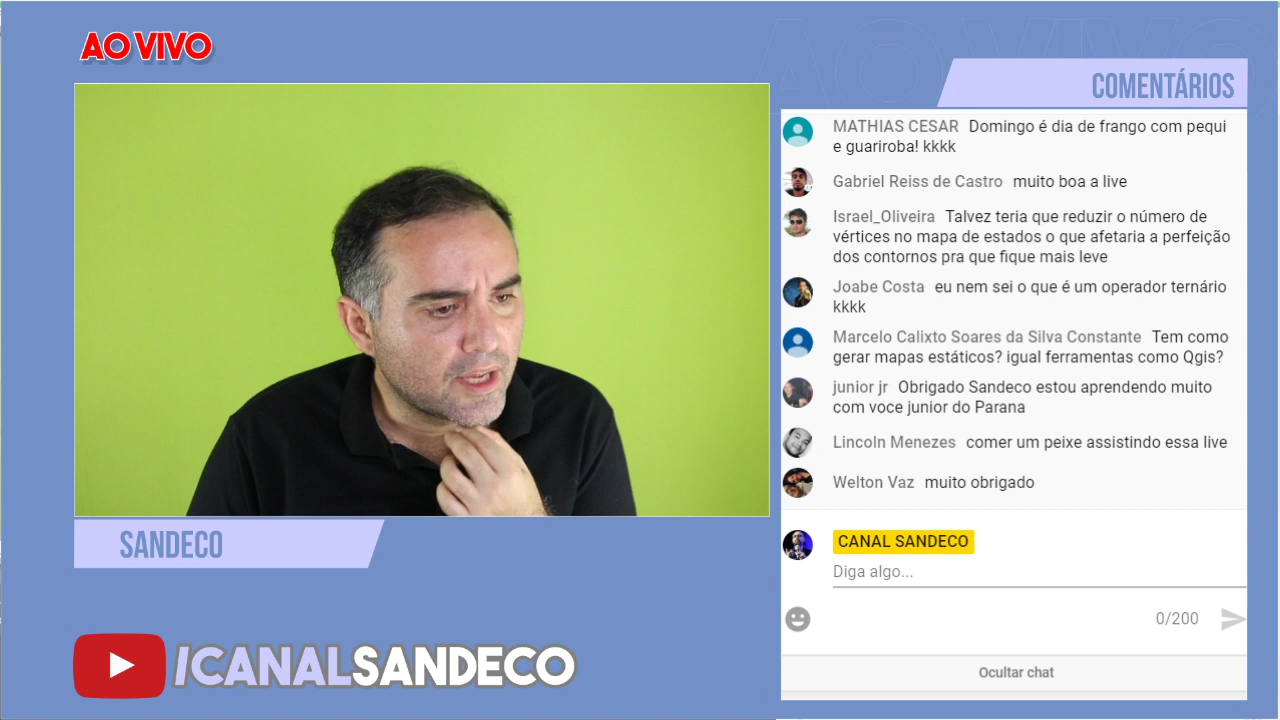 AO VIVO
COMENTÁRIOS
MATHIAS CESAR Domingo é dia de frango com pequi
e guariroba! kkkk
Gabriel Reiss de Castro muito boa a live
Israel_Oliveira Talvez teria que reduzir o número de
vértices no mapa de estados o que afetaria a perfeição
dos contornos pra que fique mais leve
Joabe Costa eu nem sei o que é um operador ternário
kkkk
Marcelo Calixto Soares da Silva Constante Tem como
gerar mapas estáticos? igual ferramentas como Qgis?
junior jr Obrigado Sandeco estou aprendendo muito
com voce junior do Parana
Lincoln Menezes comer um peixe assistindo essa live
Welton Vaz muito obrigado
CANAL SANDECO
Diga algo...
0/200
Ocultar chat
SANDECO
/CANALSANDECO
AO VIVO